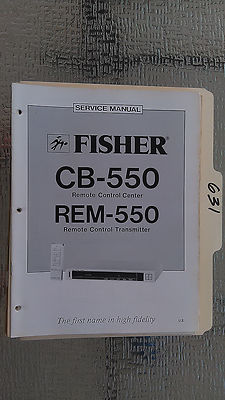 SERVICE MANUAL
FISHER
CB-550
Remote Control Center
REM-550
Remote Control Transmitter
The first name in high fidelity
631